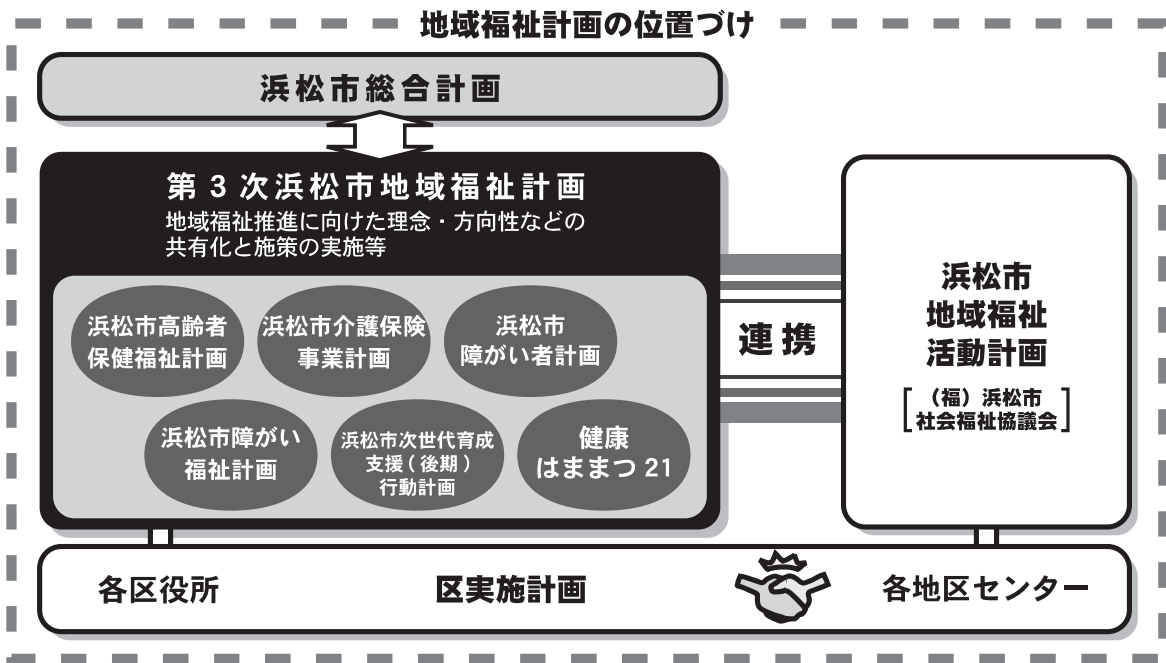 地域福祉計画の位置づけ
浜松市総合計画
第3次浜松市地域福祉計画
地域福祉推進に向けた理念・方向性などの
共有化と施策の実施等
浜松市高齢者
保健福祉計画
浜松市介護保険
事業計画
浜松市
障がい者計画
浜松市障がい
福祉計画
浜松市次世代育成
支援(後期)
行動計画
健康
はままつ21
連携
浜松市
地域福祉
活動計画
(福)浜松市
社会福祉協議会
各区役所
区実施計画
各地区センター